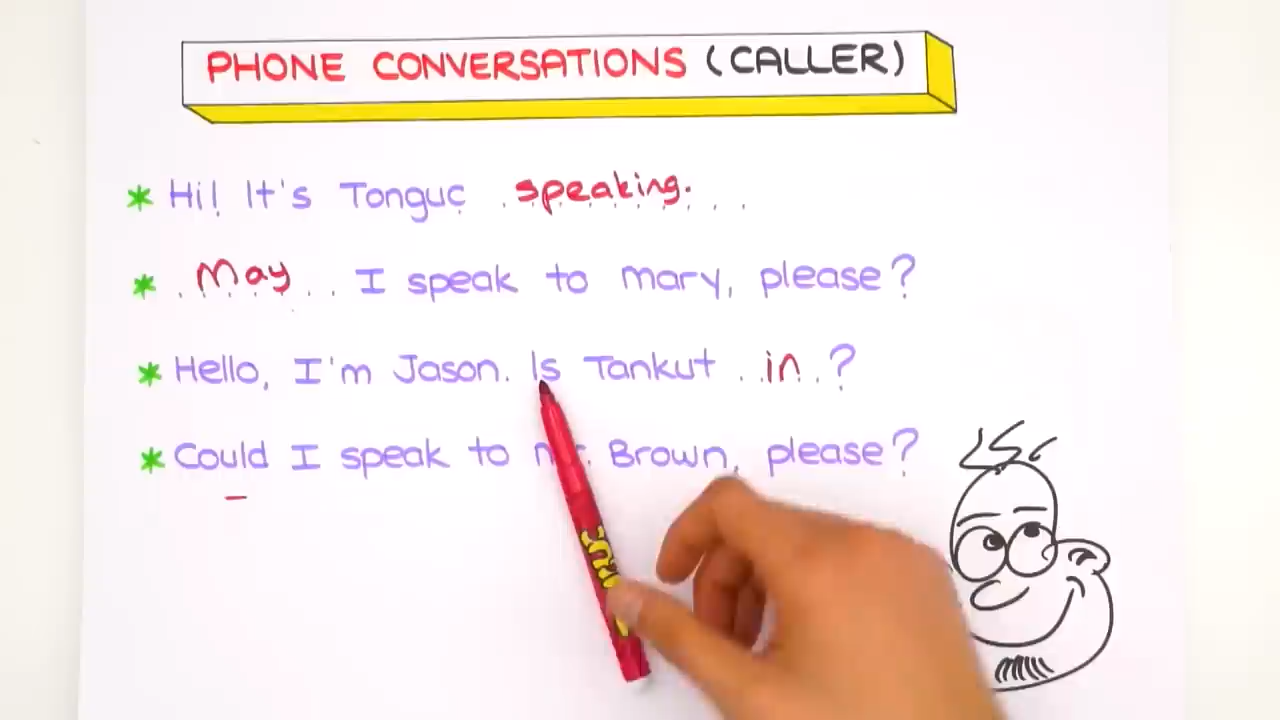 PHONE CONVERSATIONS (CALLER)
* Hi! It's Tonguc speaking.
* May I speak to mary, please?
* Hello, I'm Jason. Is Tankut in ?
* Could I speak to mr. Brown, please?